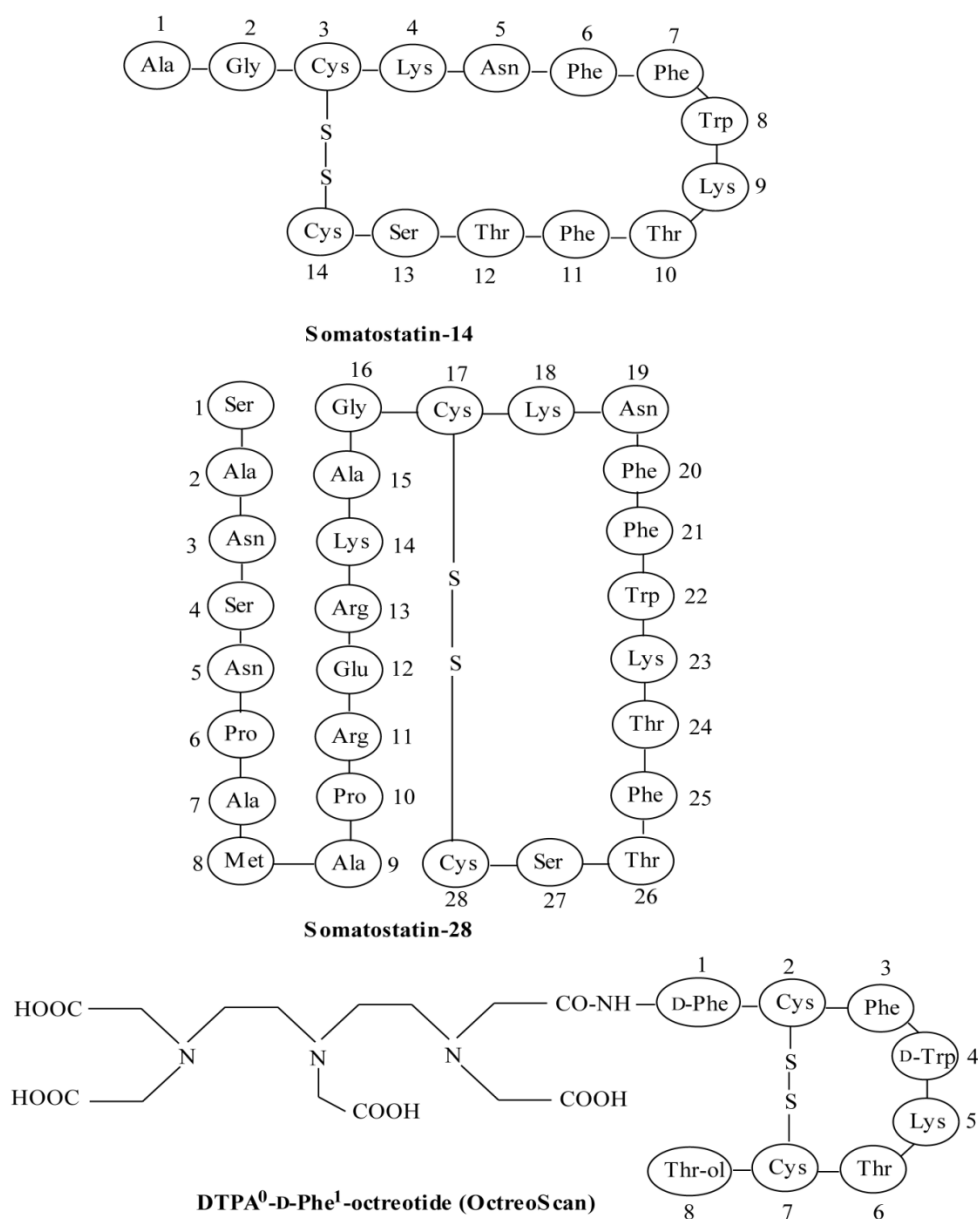 1 2 3 4 5 6 7
Ala Gly Cys Lys Asn Phe Phe
Trp 8
S
S
Lys 9
Cys Ser Thr Phe Thr
14 13 12 11 10
Somatostatin-14
16 17 18 19
1 Ser Gly Cys Lys Asn
2 Ala Ala 15 Phe 20
3 Asn Lys 14 Phe 21
S
4 Ser Arg 13 Trp 22
S
5 Asn Glu 12 Lys 23
6 Pro Arg 11 Thr 24
7 Ala Pro 10 Phe 25
8 Met Ala 9 Cys Ser Thr
28 27 26
Somatostatin-28
1 2 3
HOOC CO-NH D-Phe Cys Phe
N N N S D-Trp 4
HOOC COOH COOH S
Lys 5
Thr-ol Cys Thr
8 7 6
DTPA⁰-D-Phe¹-octreotide (OctreoScan)